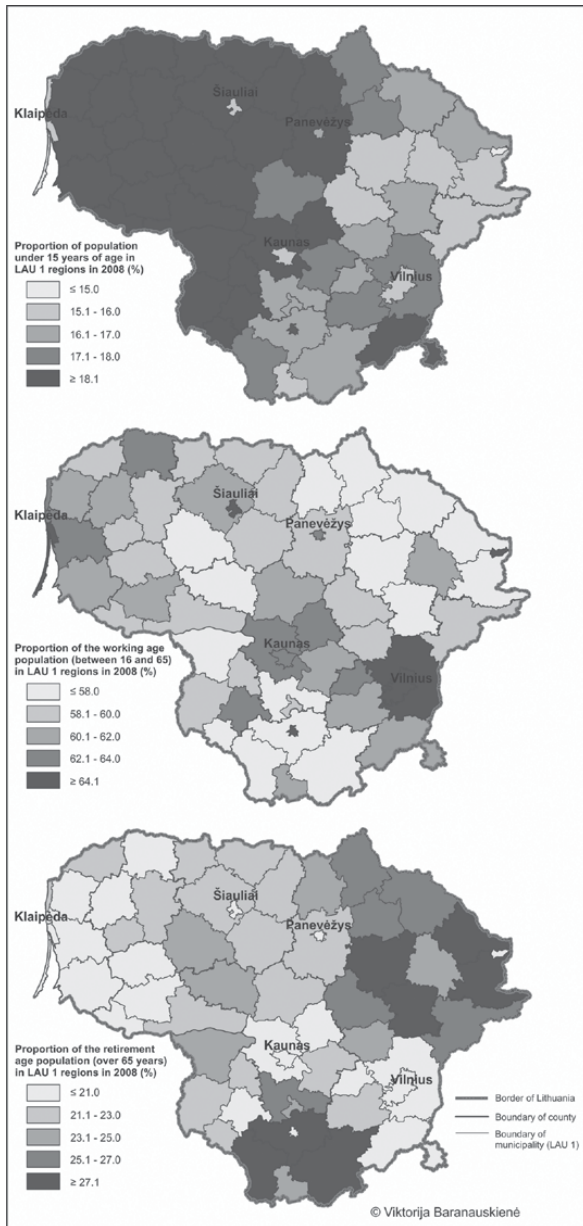 Šiauliai
Klaipėda
Panevėžys
Kaunas
Vilnius
Proportion of population
under 15 years of age in
LAU 1 regions in 2008 (%)
≤ 15.0
15.1 - 16.0
16.1 - 17.0
17.1 - 18.0
≥ 18.1
Šiauliai
Klaipėda
Panevėžys
Kaunas
Vilnius
Proportion of the working age
population (between 16 and 65)
in LAU 1 regions in 2008 (%)
≤ 58.0
58.1 - 60.0
60.1 - 62.0
62.1 - 64.0
≥ 64.1
Šiauliai
Klaipėda
Panevėžys
Kaunas
Vilnius
Proportion of the retirement
age population (over 65 years)
in LAU 1 regions in 2008 (%)
≤ 21.0
21.1 - 23.0
23.1 - 25.0
25.1 - 27.0
≥ 27.1
Border of Lithuania
Boundary of county
Boundary of
municipality (LAU 1)
© Viktorija Baranauskienė